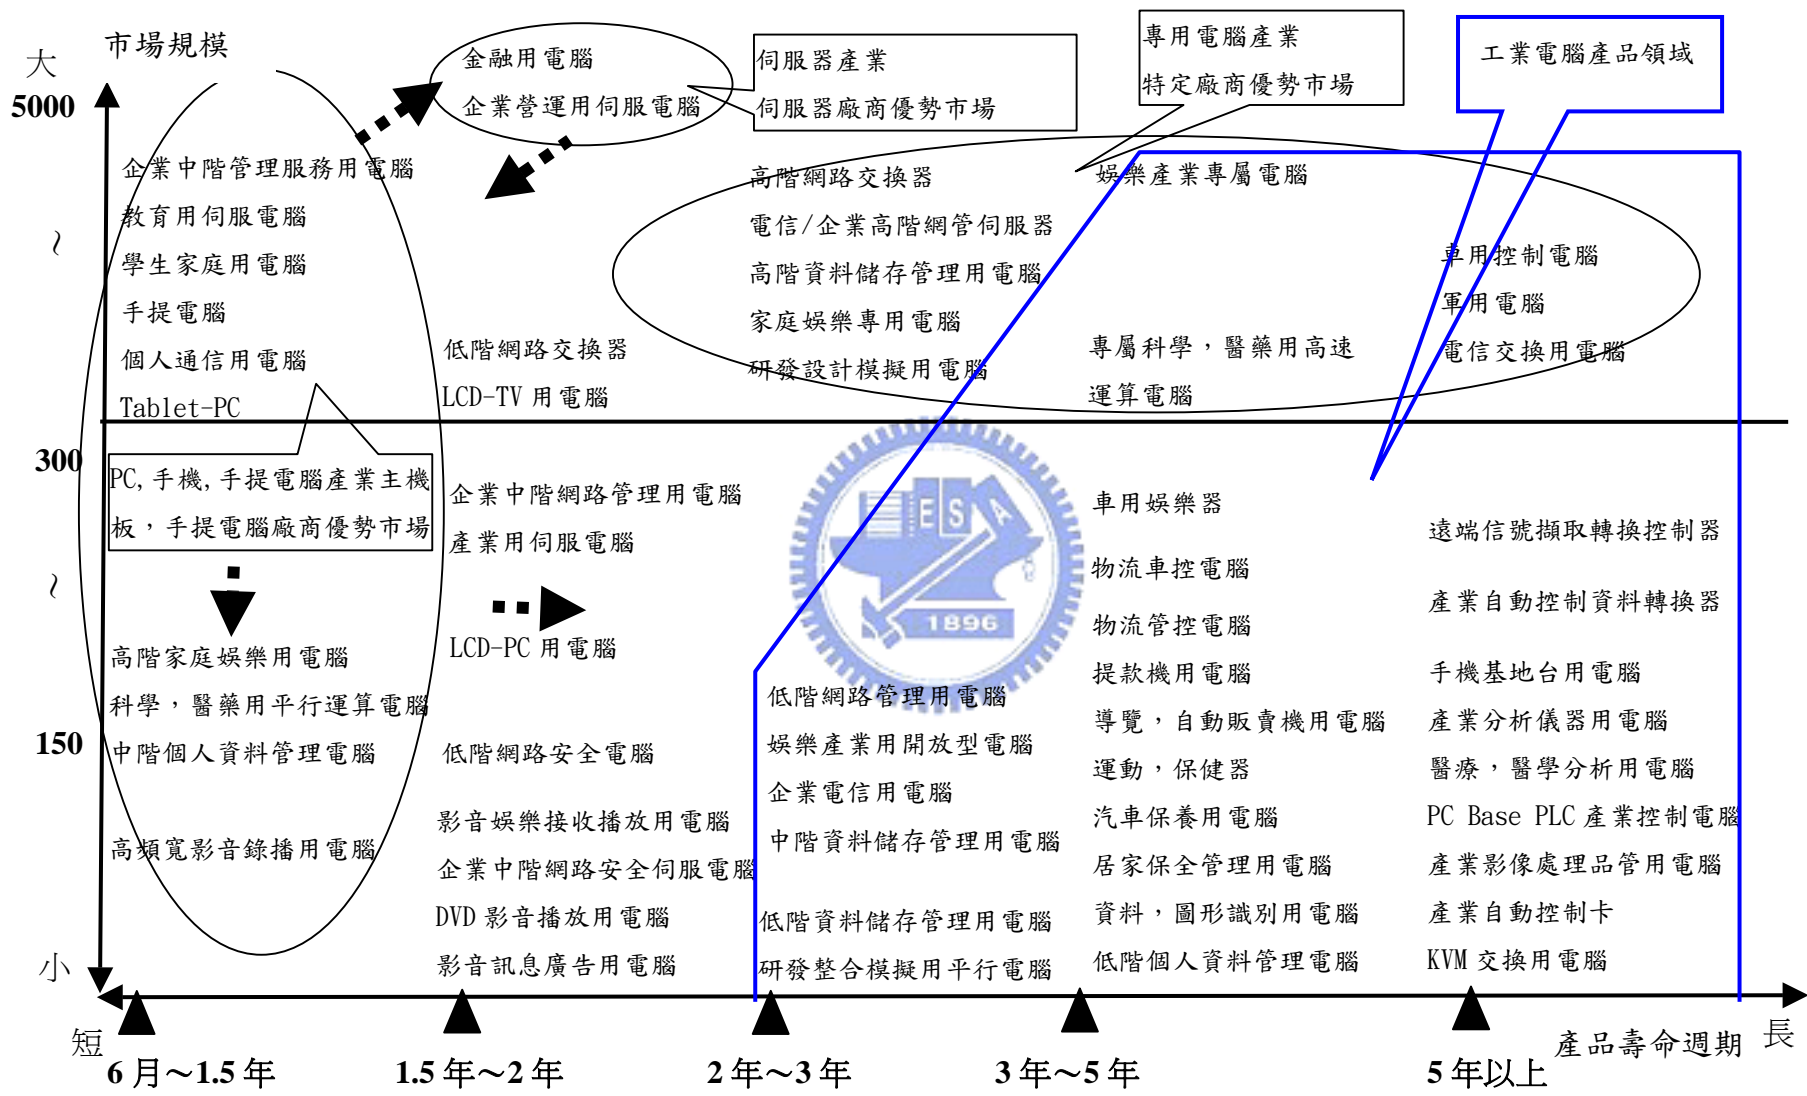 市場規模
大
5000
～
300
～
150
小
金融用電腦
企業營運用伺服電腦
伺服器產業
伺服器廠商優勢市場
專用電腦產業
特定廠商優勢市場
工業電腦產品領域
企業中階管理服務用電腦
教育用伺服電腦
學生家庭用電腦
手提電腦
個人通信用電腦
Tablet-PC
PC,手機,手提電腦產業主機
板，手提電腦廠商優勢市場
高階家庭娛樂用電腦
科學，醫藥用平行運算電腦
中階個人資料管理電腦
高頻寬影音錄播用電腦
低階網路交換器
LCD-TV 用電腦
企業中階網路管理用電腦
產業用伺服電腦
LCD-PC 用電腦
低階網路安全電腦
影音娛樂接收播放用電腦
企業中階網路安全伺服電腦
DVD 影音播放用電腦
影音訊息廣告用電腦
高階網路交換器
電信/企業高階網管伺服器
高階資料儲存管理用電腦
家庭娛樂專用電腦
研發設計模擬用電腦
低階網路管理用電腦
娛樂產業用開放型電腦
企業電信用電腦
中階資料儲存管理用電腦
低階資料儲存管理用電腦
研發整合模擬用平行電腦
娛樂產業專屬電腦
專屬科學，醫藥用高速
運算電腦
車用娛樂器
物流車控電腦
物流管控電腦
提款機用電腦
導覽，自動販賣機用電腦
運動，保健器
汽車保養用電腦
居家保全管理用電腦
資料，圖形識別用電腦
低階個人資料管理電腦
車用控制電腦
軍用電腦
電信交換用電腦
遠端信號擷取轉換控制器
產業自動控制資料轉換器
手機基地台用電腦
產業分析儀器用電腦
醫療，醫學分析用電腦
PC Base PLC 產業控制電腦
產業影像處理品管用電腦
產業自動控制卡
KVM 交換用電腦
ES A
1896
短
產品壽命週期
長
6 月～1.5 年
1.5 年～2 年
2 年～3 年
3 年～5 年
5 年以上